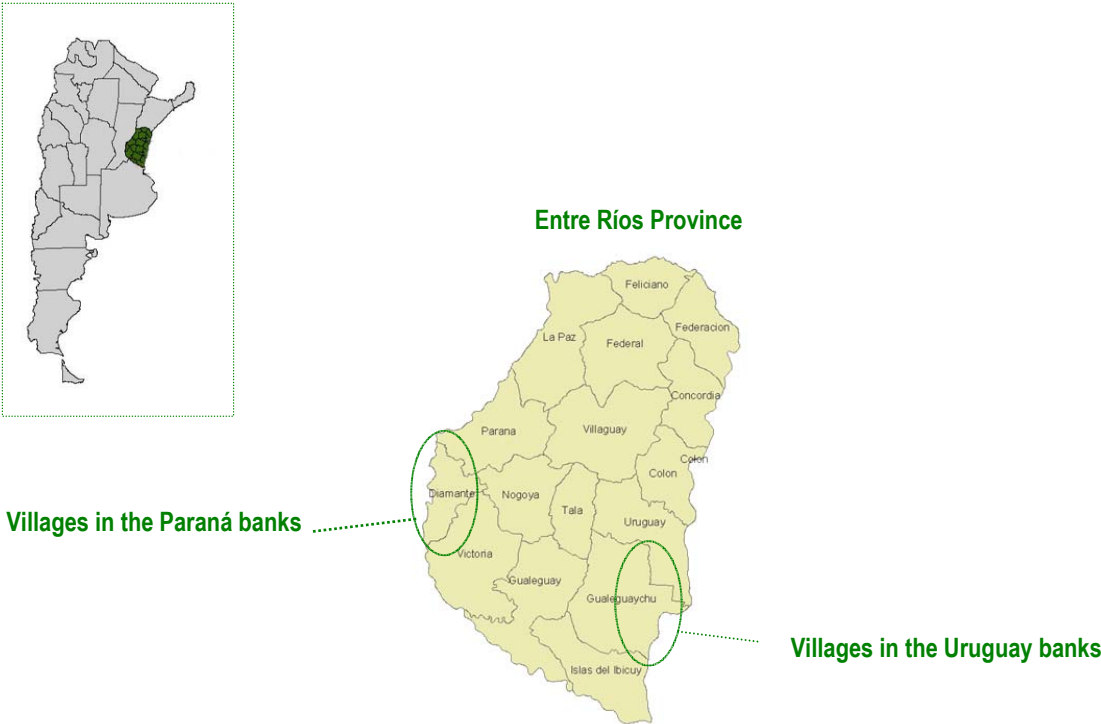 Entre Ríos Province
Feliciano
Federacion
La Paz
Federal
Concordia
Parana
Villaguay
Colon
Colon
Diamante
Nogoya
Tala
Uruguay
Villages in the Paraná banks
Victoria
Gualeguay
Gualeguaychu
Villages in the Uruguay banks
Islas del Ibicuy